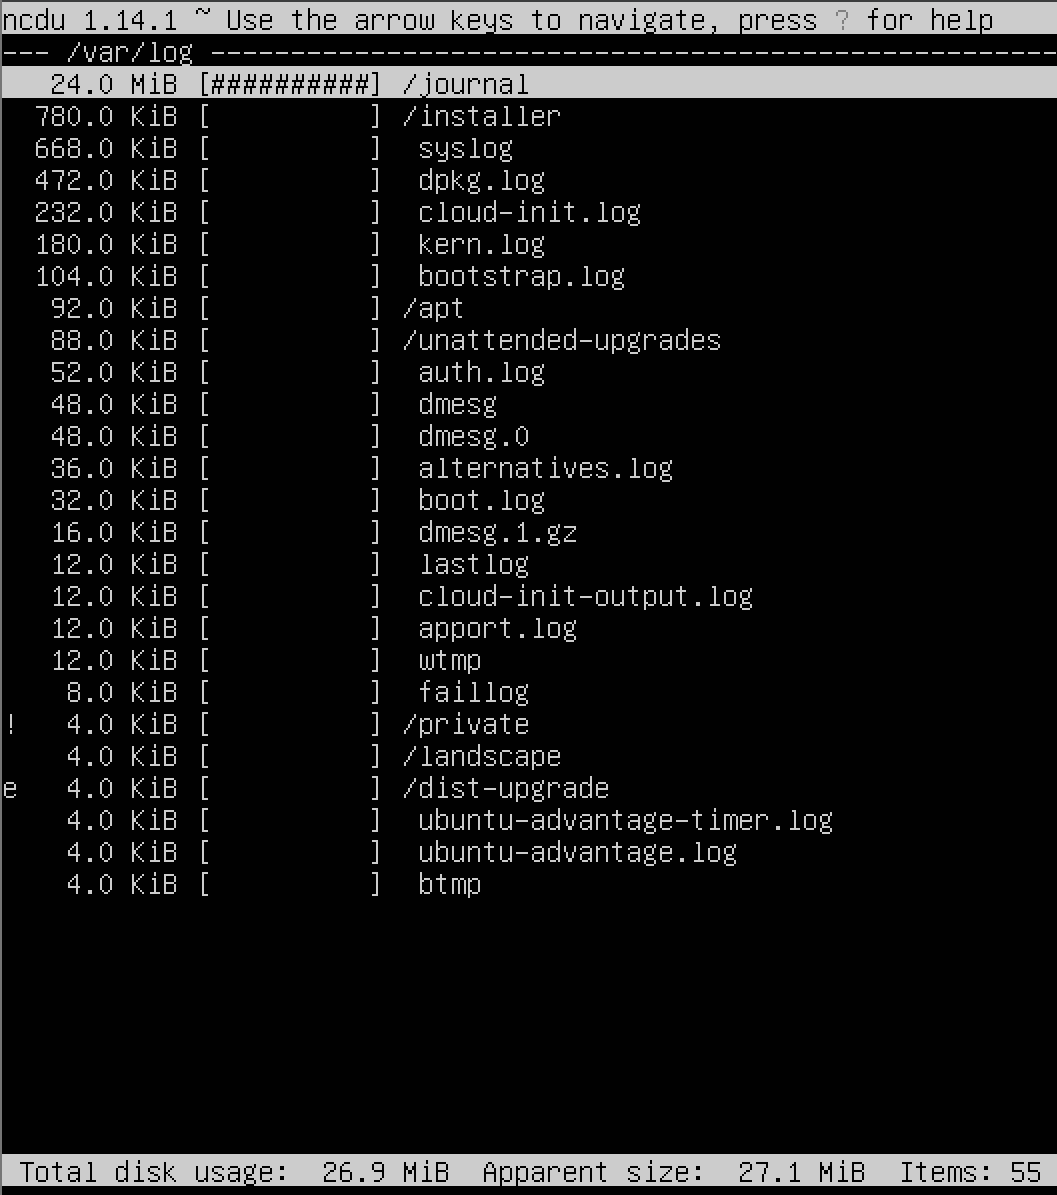 ncdu 1.14.1 ~ Use the arrow keys to navigate, press ? for help
--- /var/log -----------------------------------------------------
   24.0 MiB [##########] /journal
  780.0 KiB [          ] /installer
  668.0 KiB [          ]  syslog
  472.0 KiB [          ]  dpkg.log
  232.0 KiB [          ]  cloud-init.log
  180.0 KiB [          ]  kern.log
  104.0 KiB [          ]  bootstrap.log
   92.0 KiB [          ] /apt
   88.0 KiB [          ] /unattended-upgrades
   52.0 KiB [          ]  auth.log
   48.0 KiB [          ]  dmesg
   48.0 KiB [          ]  dmesg.0
   36.0 KiB [          ]  alternatives.log
   32.0 KiB [          ]  boot.log
   16.0 KiB [          ]  dmesg.1.gz
   12.0 KiB [          ]  lastlog
   12.0 KiB [          ]  cloud-init-output.log
   12.0 KiB [          ]  apport.log
   12.0 KiB [          ]  wtmp
    8.0 KiB [          ]  faillog
!   4.0 KiB [          ] /private
    4.0 KiB [          ] /landscape
e   4.0 KiB [          ] /dist-upgrade
    4.0 KiB [          ]  ubuntu-advantage-timer.log
    4.0 KiB [          ]  ubuntu-advantage.log
    4.0 KiB [          ]  btmp
 Total disk usage:  26.9 MiB  Apparent size:  27.1 MiB  Items: 55